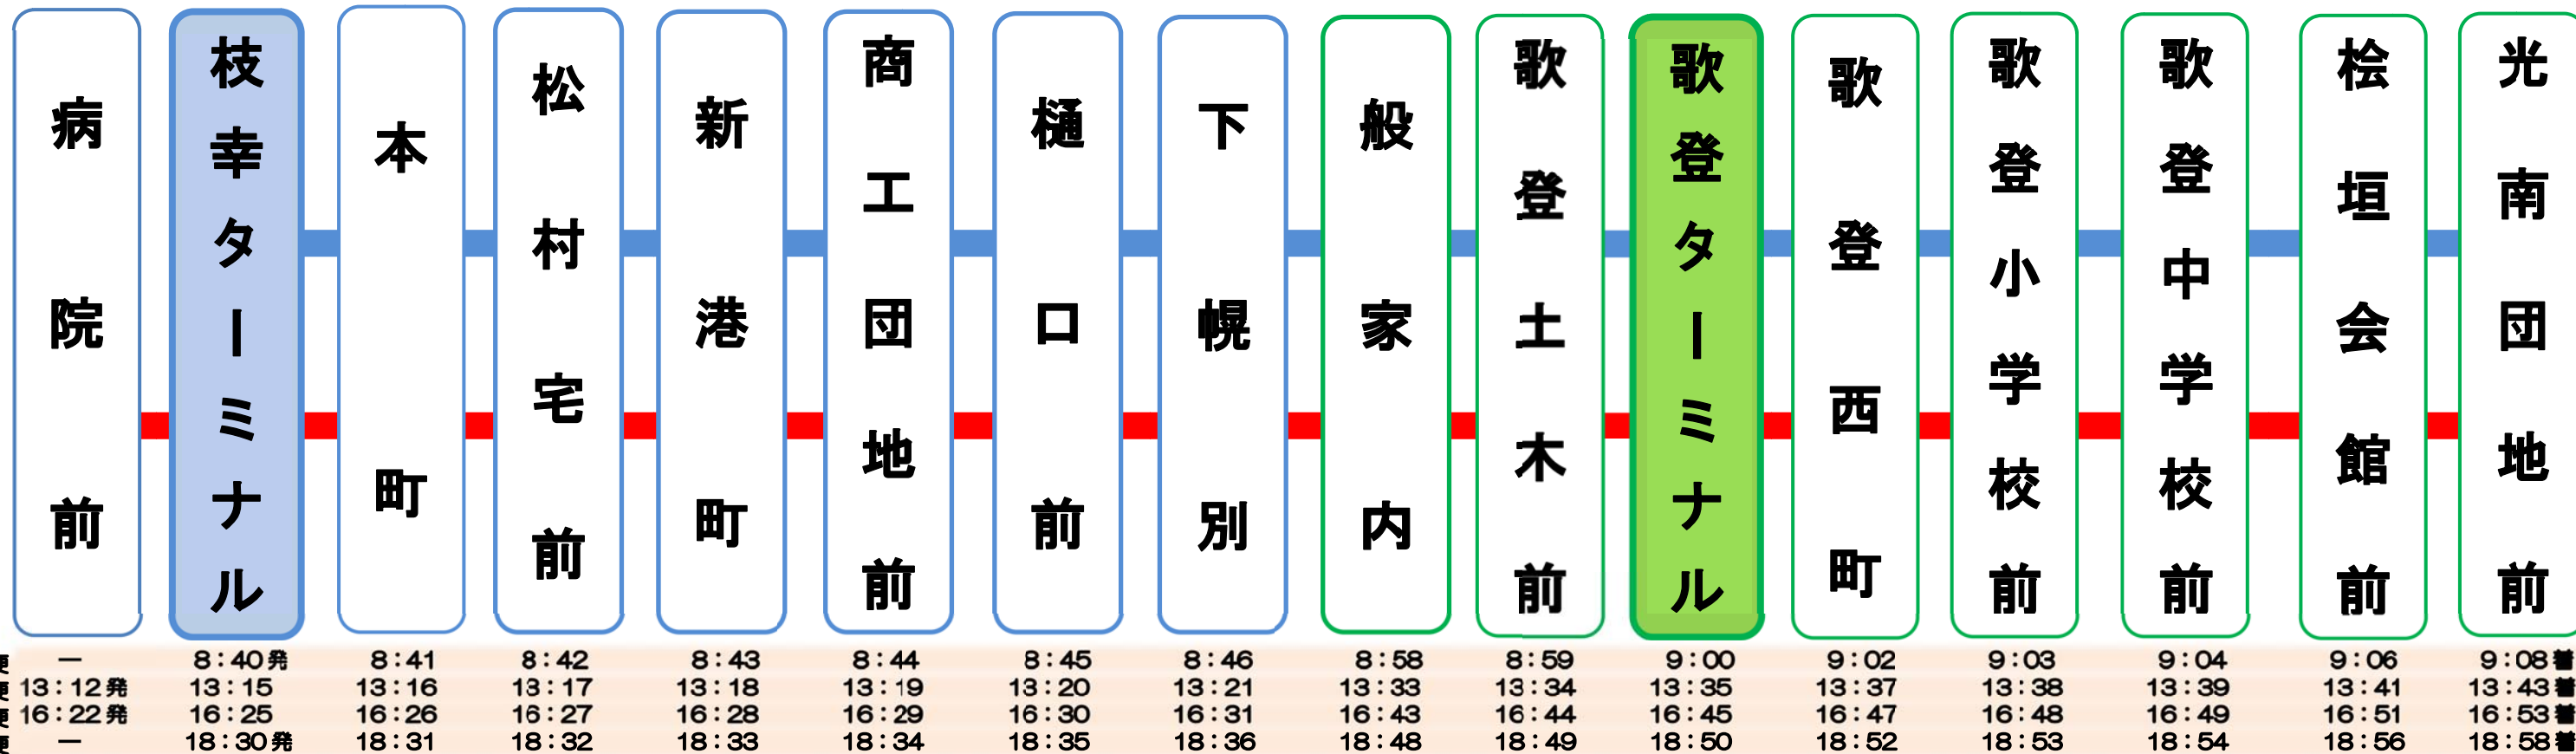 病院前
枝幸ターミナル
本町
松村宅前
新港町
商工団地前
樋口前
下幌別
般家内
歌登土木前
歌登ターミナル
歌登西町
歌登小学校前
歌登中学校前
桧垣会館前
光南団地前
便 ー 8:40発 8:41 8:42 8:43 8:44 8:45 8:46 8:58 8:59 9:00 9:02 9:03 9:04 9:06 9:08着
便 13:12発 13:15 13:16 13:17 13:18 13:19 13:20 13:21 13:33 13:34 13:35 13:37 13:38 13:39 13:41 13:43着
便 16:22発 16:25 16:26 16:27 16:28 16:29 16:30 16:31 16:43 16:44 16:45 16:47 16:48 16:49 16:51 16:53着
便 ー 18:30発 18:31 18:32 18:33 18:34 18:35 18:36 18:48 18:49 18:50 18:52 18:53 18:54 18:56 18:58着